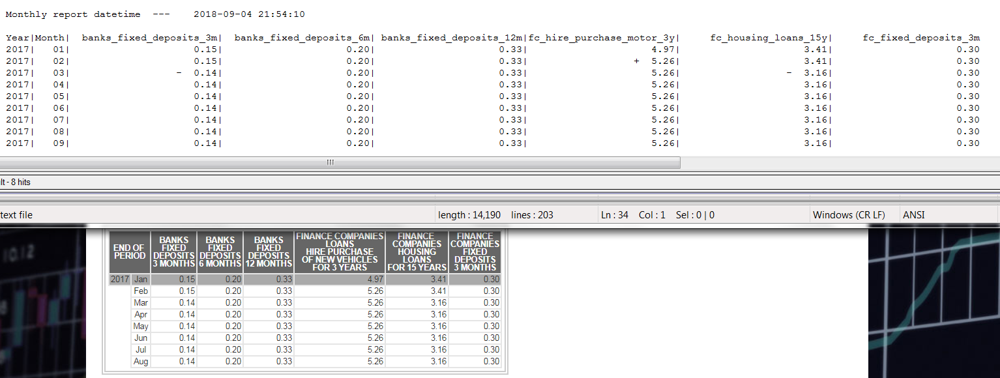 Monthly report datetime  ---    2018-09-04 21:54:10
Year|Month|  banks_fixed_deposits_3m|  banks_fixed_deposits_6m| banks_fixed_deposits_12m|fc_hire_purchase_motor_3y|     fc_housing_loans_15y|     fc_fixed_deposits_3m
2017|   01|                     0.15|                     0.20|                     0.33|                     4.97|                     3.41|                     0.30
2017|   02|                     0.15|                     0.20|                     0.33|                  +  5.26|                     3.41|                     0.30
2017|   03|                  -  0.14|                     0.20|                     0.33|                     5.26|                  -  3.16|                     0.30
2017|   04|                     0.14|                     0.20|                     0.33|                     5.26|                     3.16|                     0.30
2017|   05|                     0.14|                     0.20|                     0.33|                     5.26|                     3.16|                     0.30
2017|   06|                     0.14|                     0.20|                     0.33|                     5.26|                     3.16|                     0.30
2017|   07|                     0.14|                     0.20|                     0.33|                     5.26|                     3.16|                     0.30
2017|   08|                     0.14|                     0.20|                     0.33|                     5.26|                     3.16|                     0.30
2017|   09|                     0.14|                     0.20|                     0.33|                     5.26|                     3.16|                     0.30
lt - 8 hits
text file length : 14,190 lines : 203 Ln : 34 Col : 1 Sel : 0 | 0 Windows (CR LF) ANSI
10.12
END OF
PERIOD
BANKS
FIXED
DEPOSITS
3 MONTHS
BANKS
FIXED
DEPOSITS
6 MONTHS
BANKS
FIXED
DEPOSITS
12 MONTHS
FINANCE COMPANIES
LOANS
HIRE PURCHASE
OF NEW VEHICLES
FOR 3 YEARS
FINANCE
COMPANIES
HOUSING
LOANS
FOR 15 YEARS
FINANCE
COMPANIES
FIXED
DEPOSITS
3 MONTHS
2017 Jan 0.15 0.20 0.33 4.97 3.41 0.30
Feb 0.15 0.20 0.33 5.26 3.41 0.30
Mar 0.14 0.20 0.33 5.26 3.16 0.30
Apr 0.14 0.20 0.33 5.26 3.16 0.30
May 0.14 0.20 0.33 5.26 3.16 0.30
Jun 0.14 0.20 0.33 5.26 3.16 0.30
Jul 0.14 0.20 0.33 5.26 3.16 0.30
Aug 0.14 0.20 0.33 5.26 3.16 0.30